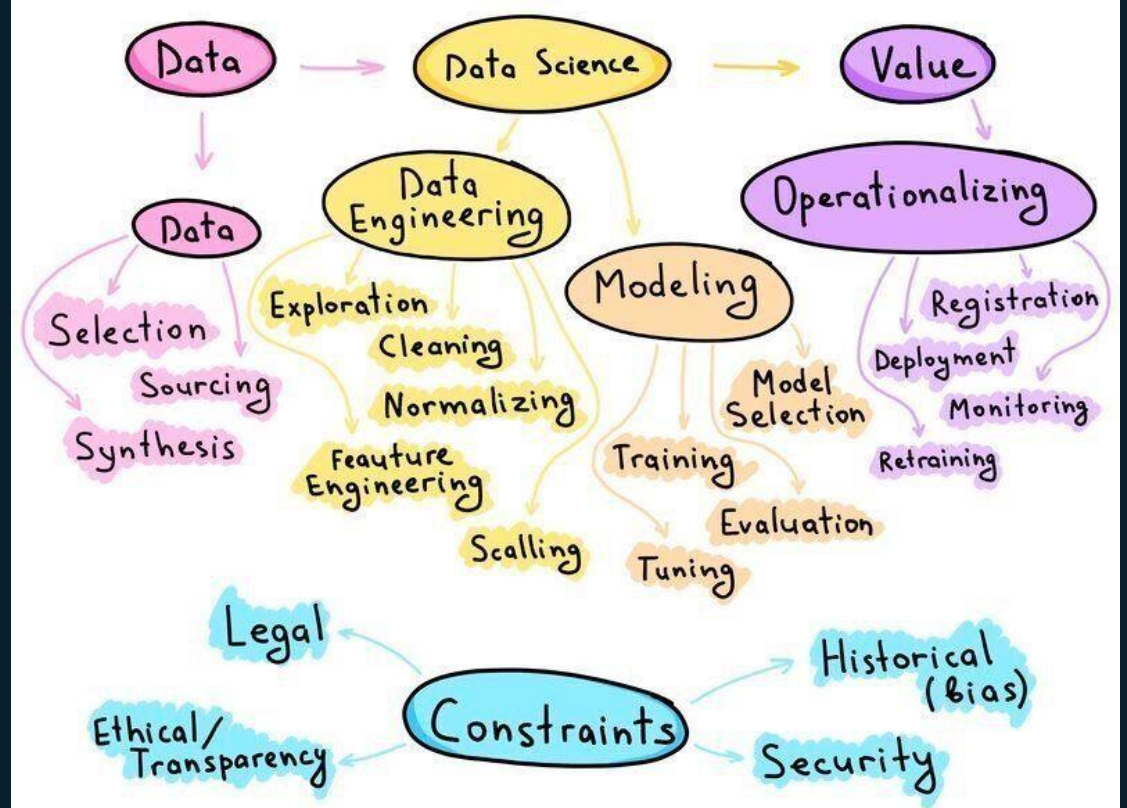 Data
Data Science
Value
Data
Data
Engineering
Operationalizing
Modeling
Selection
Sourcing
Synthesis
Exploration
Cleaning
Normalizing
Feauture
Engineering
Scalling
Model
Selection
Training
Evaluation
Tuning
Registration
Deployment
Monitoring
Retraining
Legal
Historical
(bias)
Constraints
Ethical/
Transparency
Security